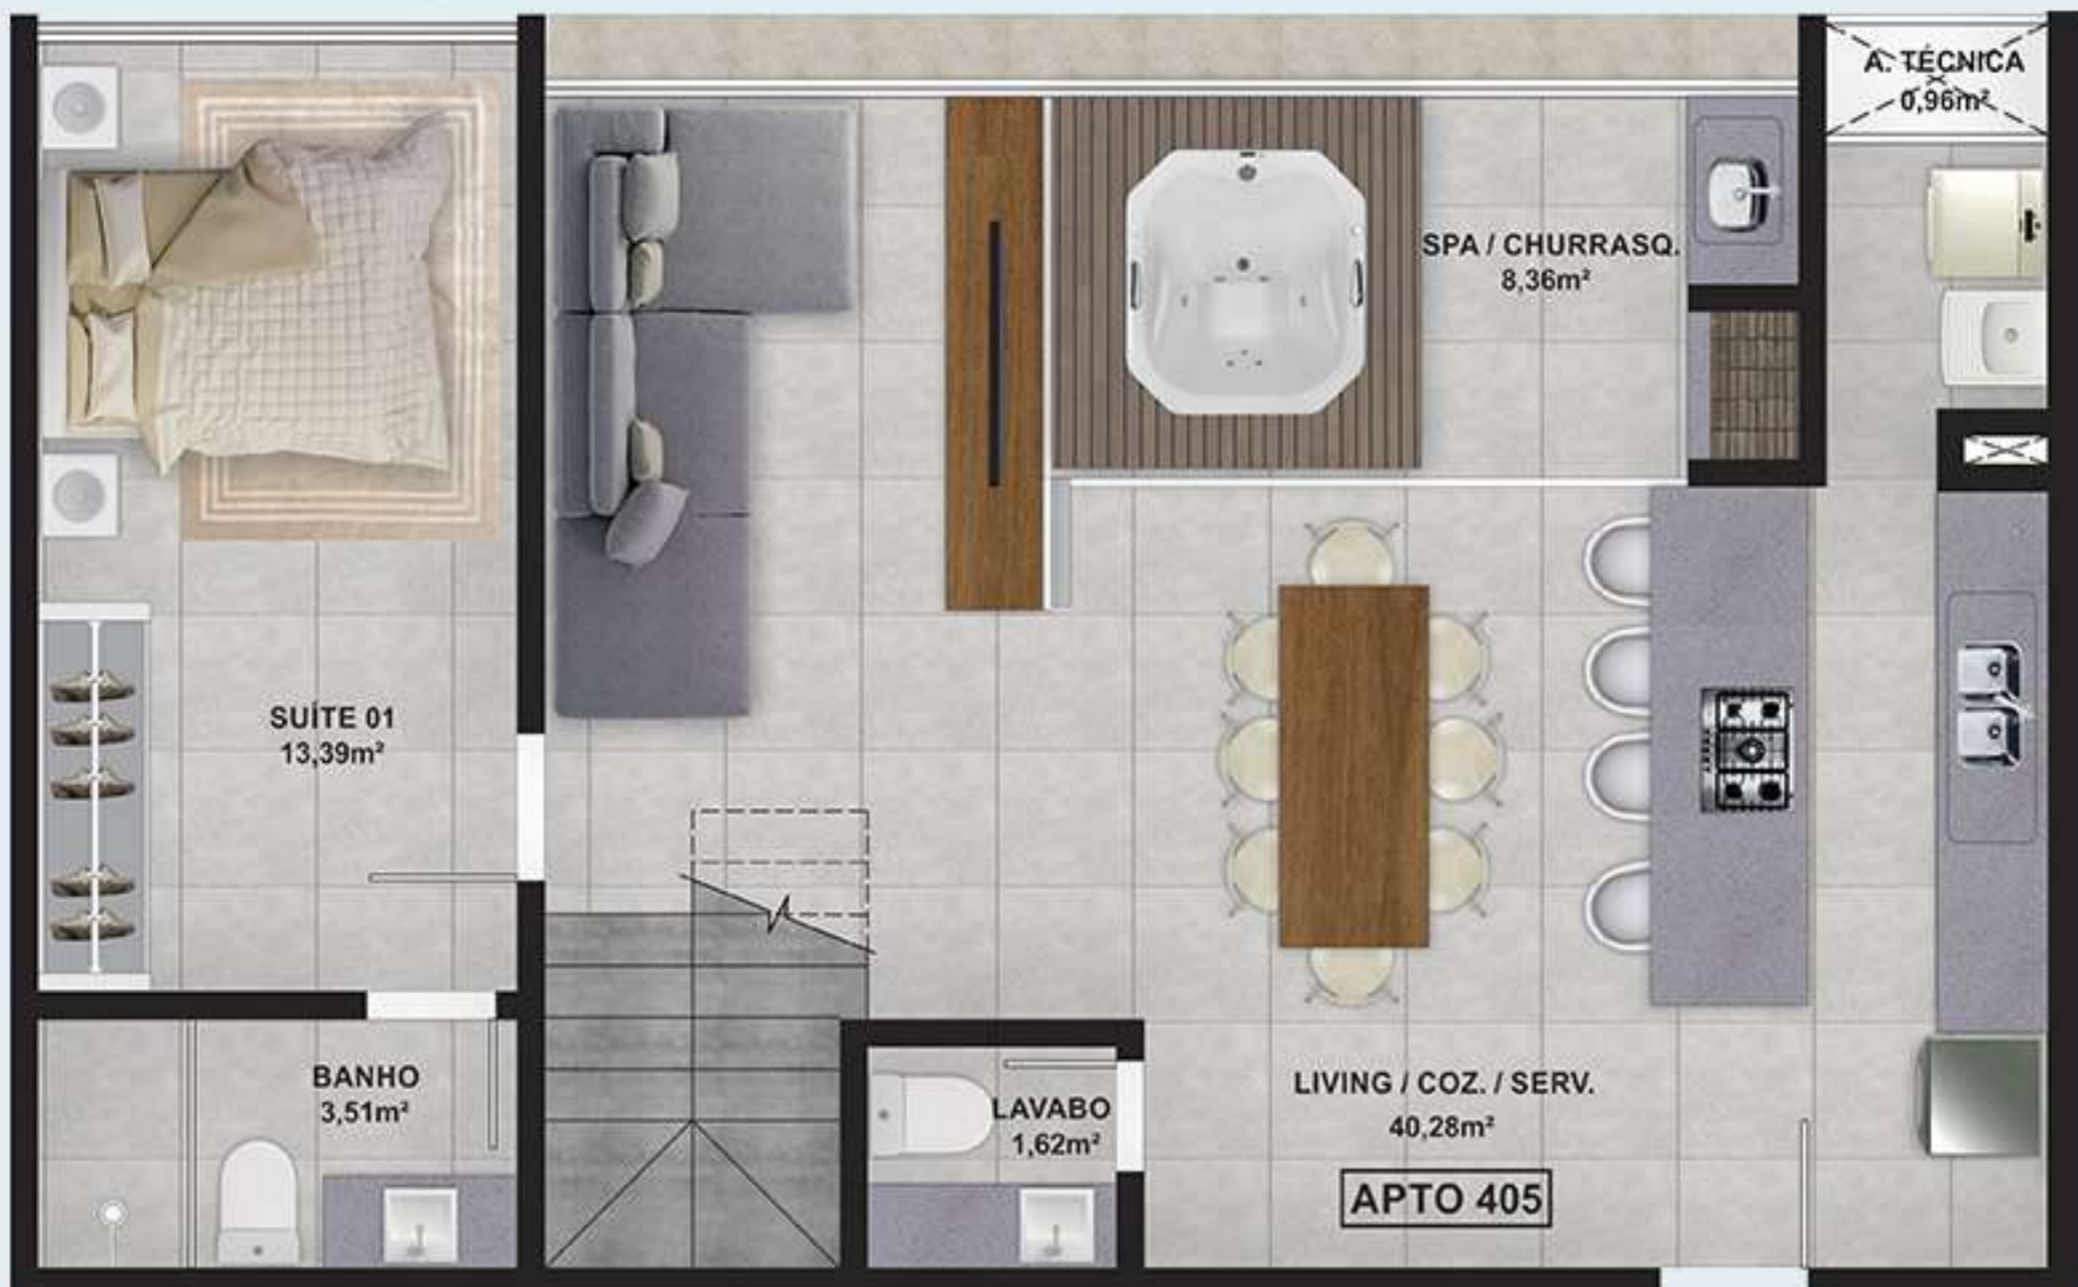 A. TÉCNICA
0,96m²
SPA / CHURRASQ.
8,36m²
SUÍTE 01
13,39m²
BANHO
3,51m²
LAVABO
1,62m²
LIVING / COZ. / SERV.
40,28m²
APTO 405